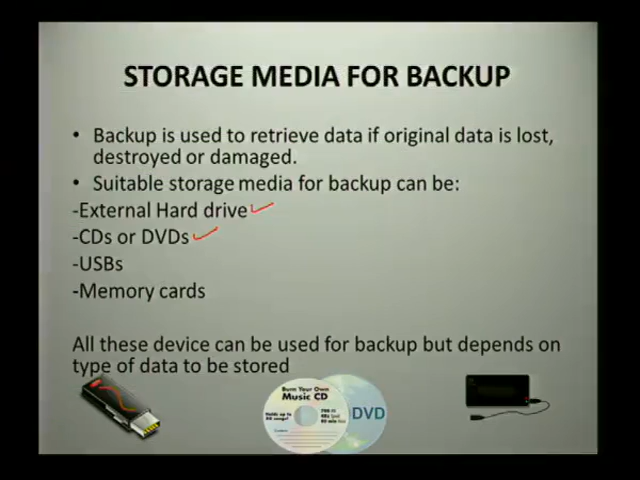 STORAGE MEDIA FOR BACKUP
• Backup is used to retrieve data if original data is lost,
destroyed or damaged.
• Suitable storage media for backup can be:
-External Hard drive
-CDs or DVDs
-USBs
-Memory cards
All these device can be used for backup but depends on
type of data to be stored
Burn Your Own
Music CD
DVD